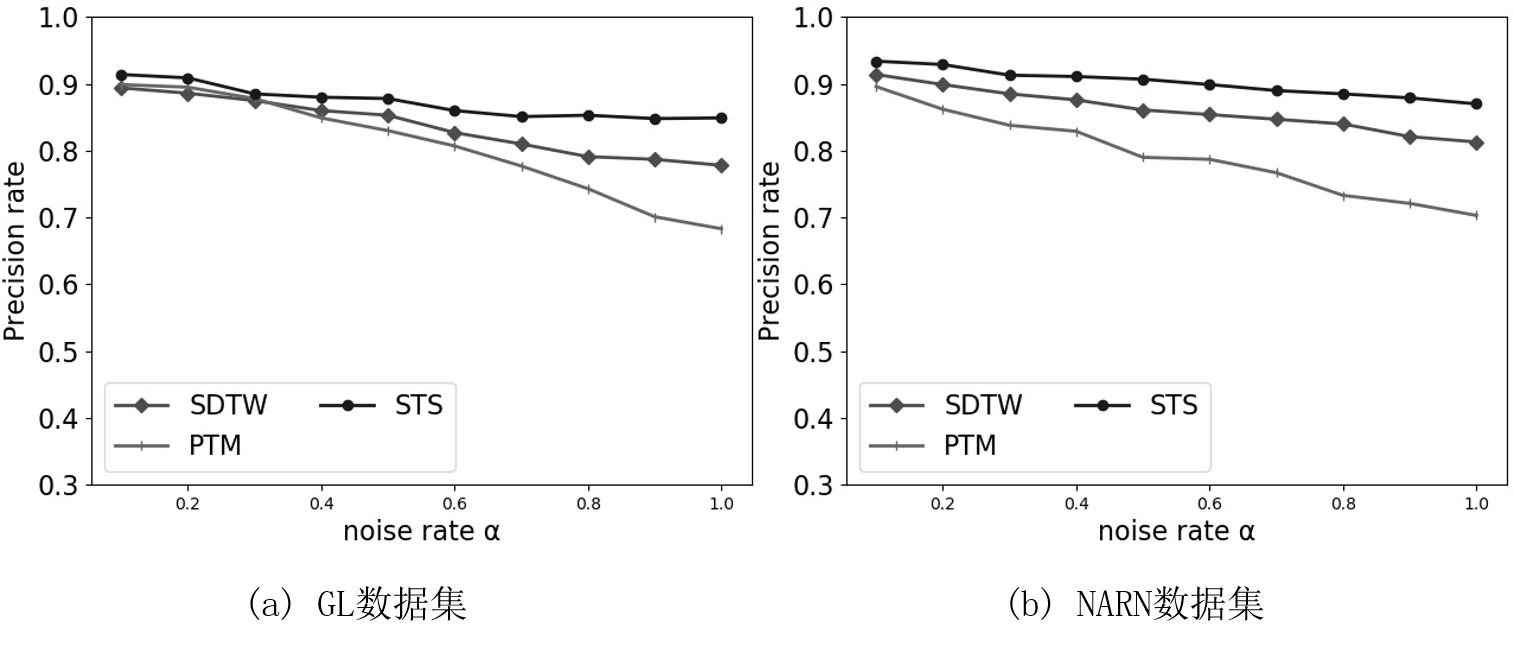 1.0
0.9
0.8
0.7
0.6
0.5
0.4
0.3
Precision rate
SDTW
STS
PTM
0.2 0.4 0.6 0.8 1.0
noise rate α
(a) GL数据集
1.0
0.9
0.8
0.7
0.6
0.5
0.4
0.3
Precision rate
SDTW
STS
PTM
0.2 0.4 0.6 0.8 1.0
noise rate α
(b) NARN数据集